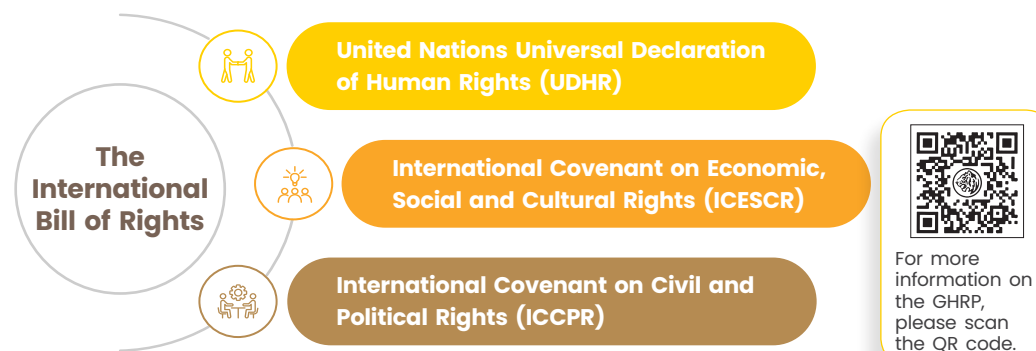 The
International
Bill of Rights
United Nations Universal Declaration
of Human Rights (UDHR)
International Covenant on Economic,
Social and Cultural Rights (ICESCR)
International Covenant on Civil and
Political Rights (ICCPR)
For more
information on
the GHRP,
please scan
the QR code.